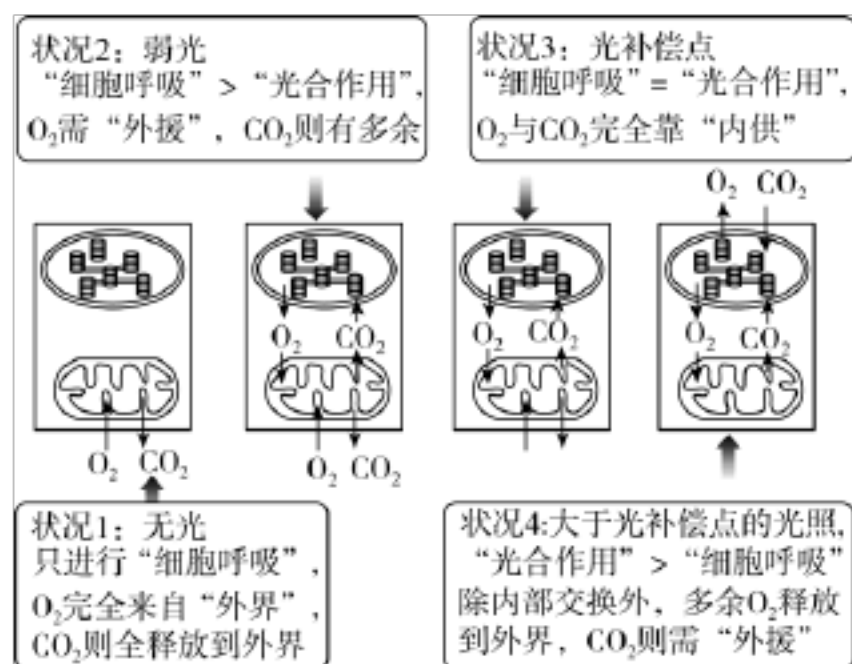 状况2：弱光
“细胞呼吸”>“光合作用”，
O₂需“外援”，CO₂则有多余
状况3：光补偿点
“细胞呼吸”=“光合作用”，
O₂与CO₂完全靠“内供”
O₂ CO₂
O₂ CO₂
O₂ CO₂
O₂ CO₂
O₂ CO₂
O₂ CO₂
状况1：无光
只进行“细胞呼吸”，
O₂完全来自“外界”，
CO₂则全释放到外界
状况4:大于光补偿点的光照,
“光合作用”>“细胞呼吸”
除内部交换外，多余O₂释放
到外界，CO₂则需“外援”